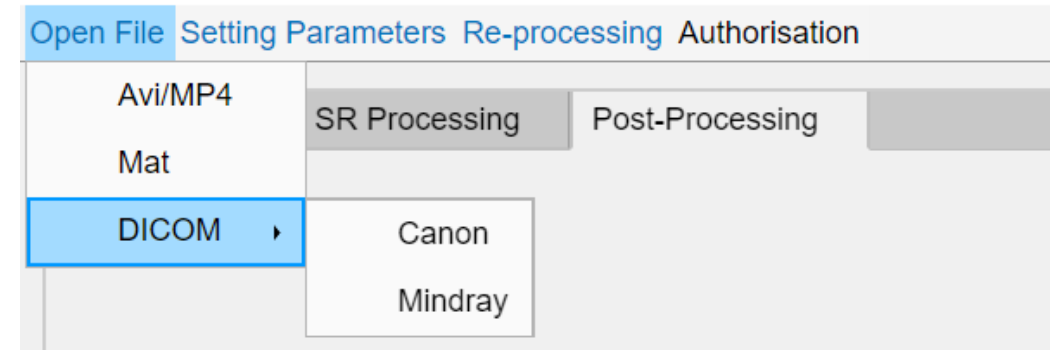 Open File Setting Parameters Re-processing Authorisation
Avi/MP4
SR Processing Post-Processing
Mat
DICOM
Canon
Mindray